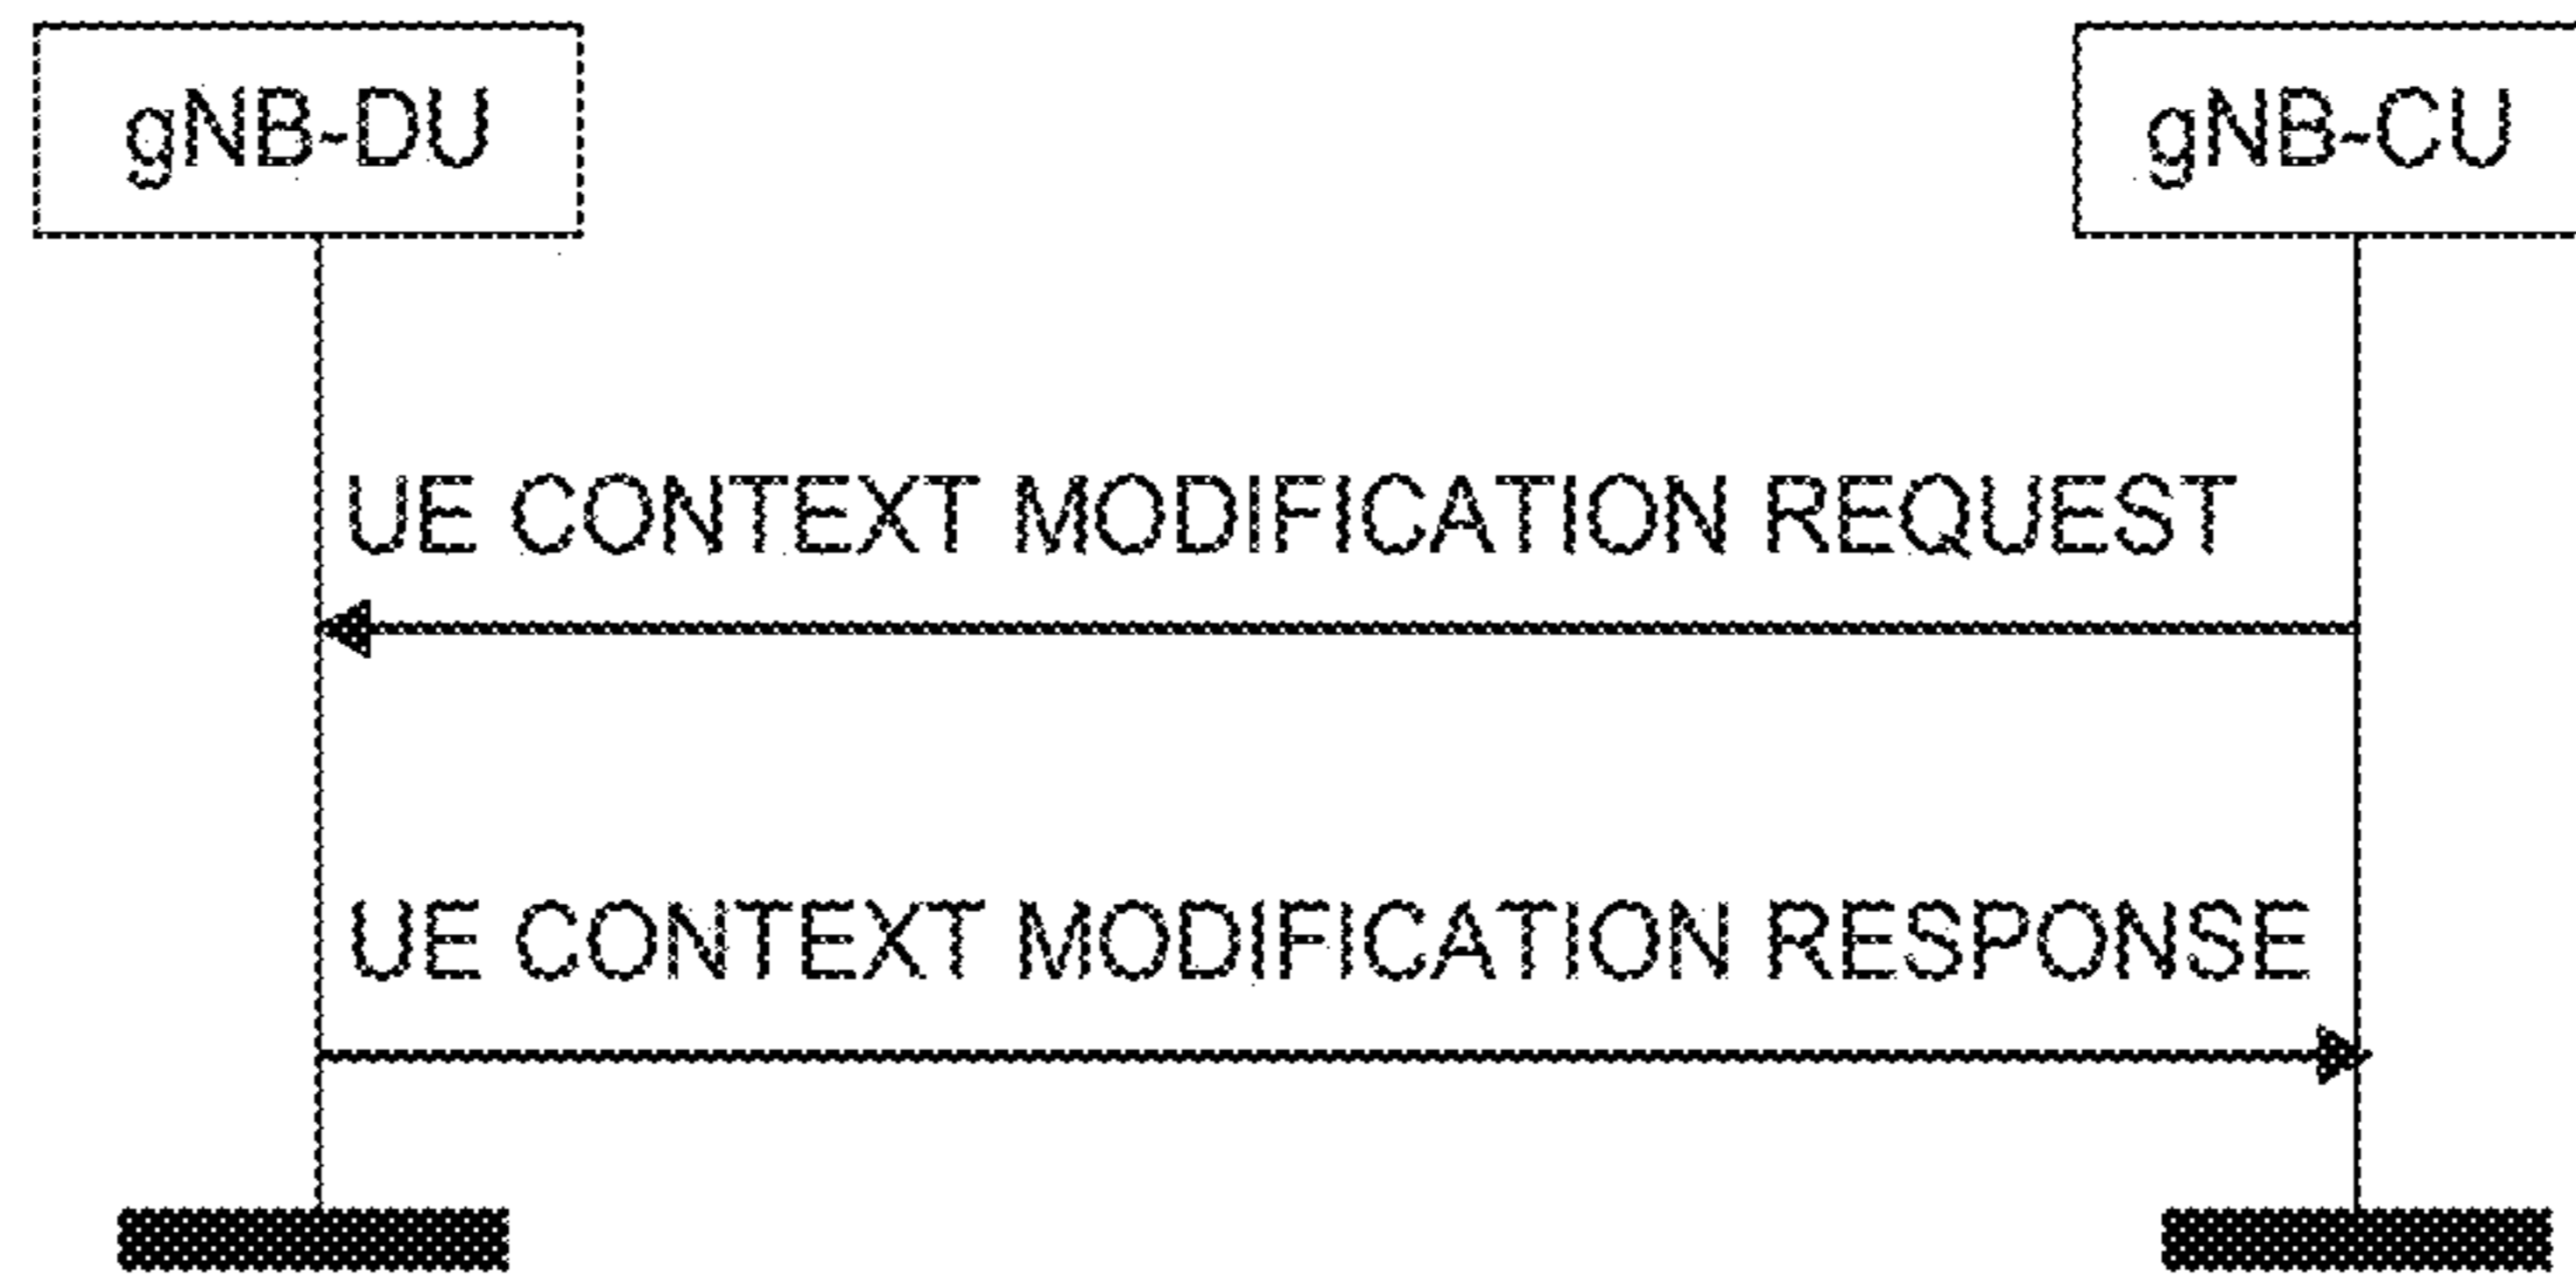 gNB-DU
gNB-CU
UE CONTEXT MODIFICATION REQUEST
UE CONTEXT MODIFICATION RESPONSE